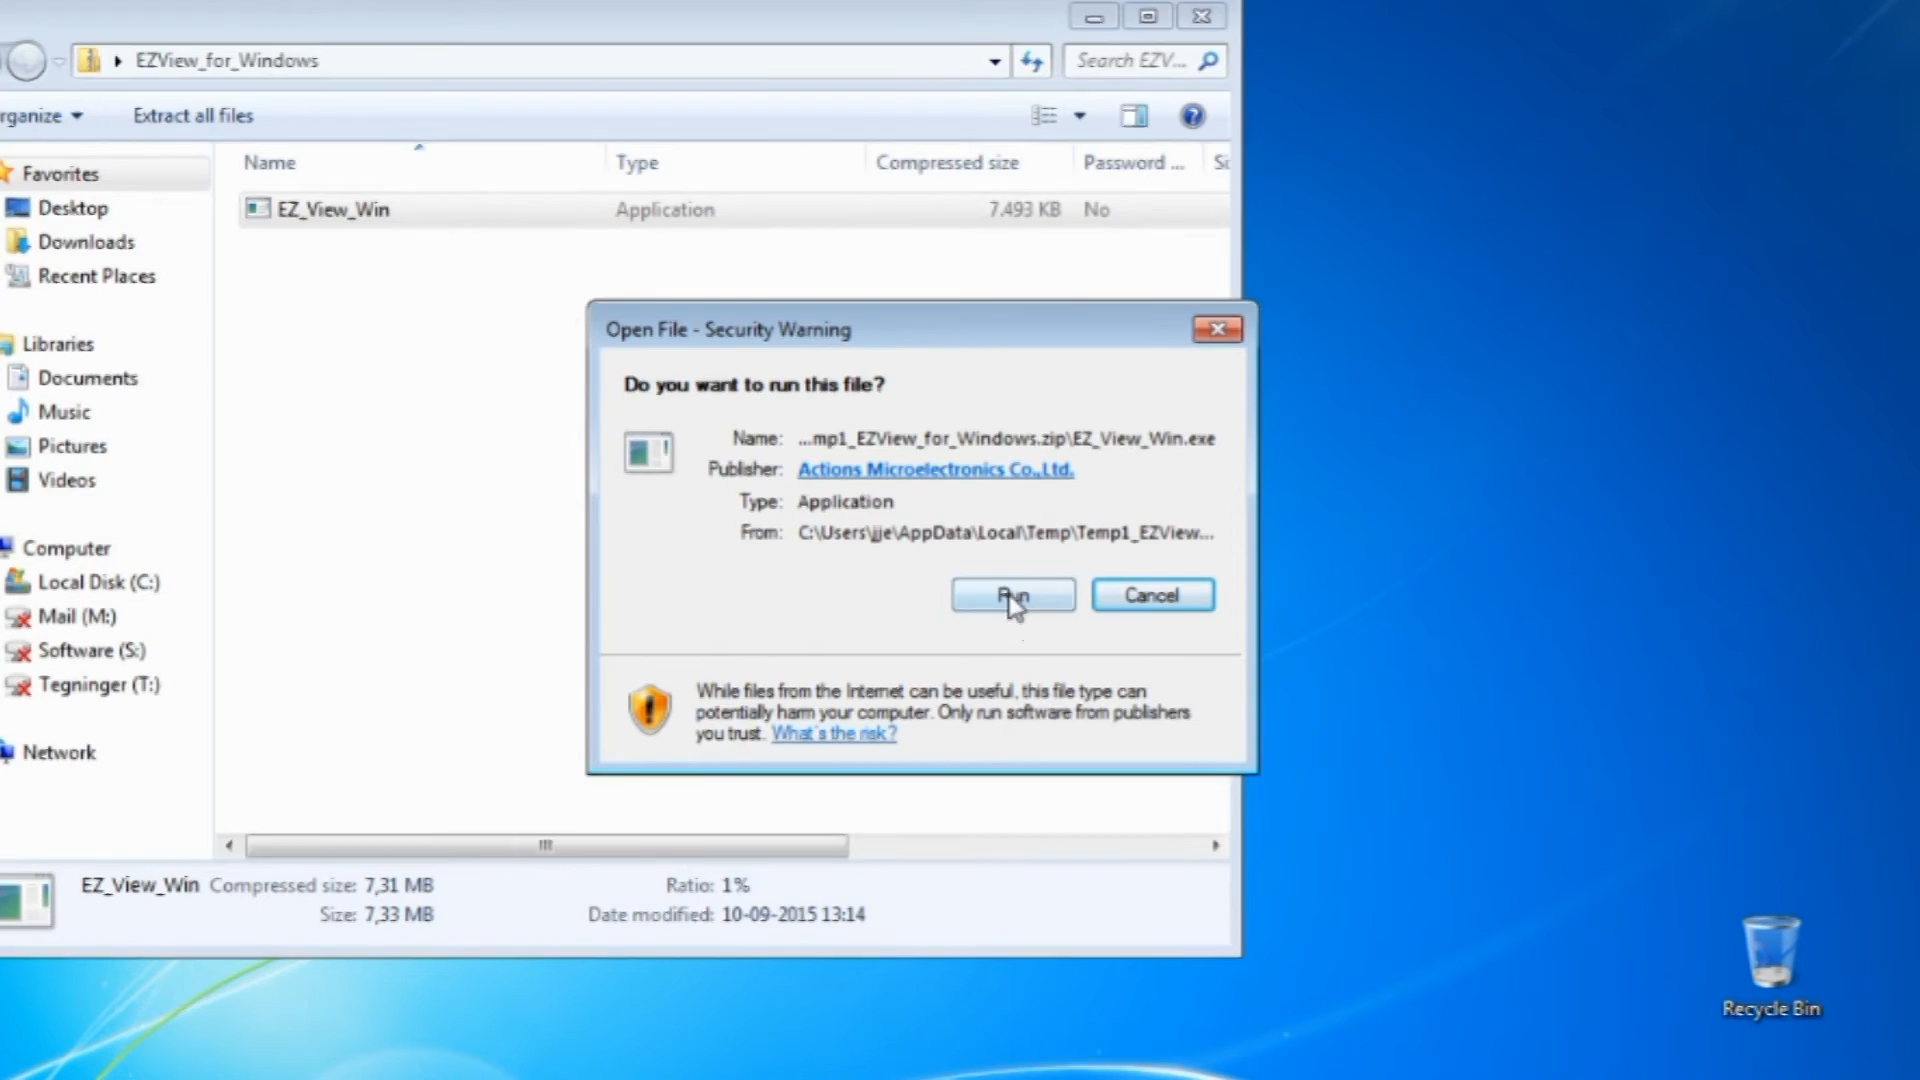 EZView_for_Windows
Search EZV...
rganize
Extract all files
Name
Type
Compressed size
Password ...
Si
EZ_View_Win
Application
7.493 KB
No
Favorites
Desktop
Downloads
Recent Places
Libraries
Documents
Music
Pictures
Videos
Computer
Local Disk (C:)
Mail (M:)
Software (S:)
Tegninger (T:)
Network
Open File - Security Warning
Do you want to run this file?
Name: ...mp1_EZView_for_Windows.zip\EZ_View_Win.exe
Publisher: Actions Microelectronics Co.,Ltd.
Type: Application
From: C:\Users\jje\AppData\Local\Temp\Temp1_EZView...
Run
Cancel
While files from the Internet can be useful, this file type can
potentially harm your computer. Only run software from publishers
you trust. What's the risk?
EZ_View_Win Compressed size: 7,31 MB
Ratio: 1%
Size: 7,33 MB
Date modified: 10-09-2015 13:14
Recycle Bin